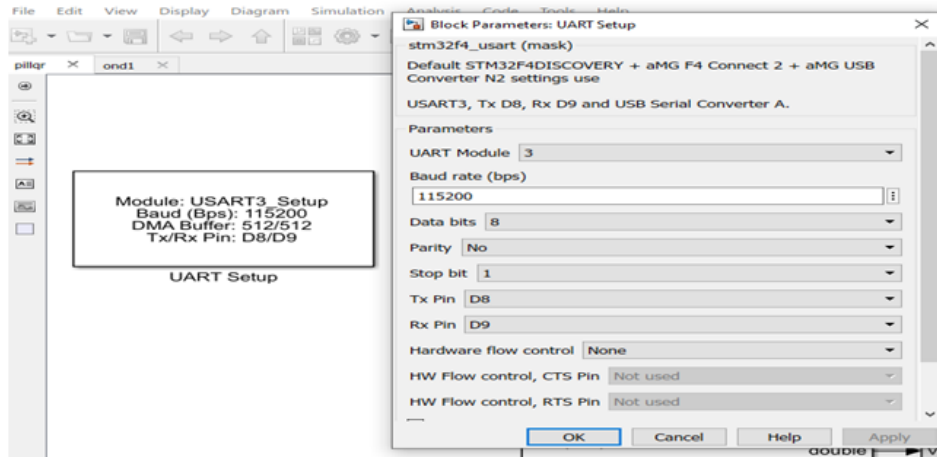 File Edit View Display Diagram Simulation Analysis Code Tools Help
Block Parameters: UART Setup
pillqr
ond1
stm32f4_usart (mask)
Default STM32F4DISCOVERY + aMG F4 Connect 2 + aMG USB
Converter N2 settings use
USART3, Tx D8, Rx D9 and USB Serial Converter A.
Parameters
UART Module 3
Baud rate (bps)
115200
Data bits 8
Parity No
Stop bit 1
Tx Pin D8
Rx Pin D9
Hardware flow control None
HW Flow control, CTS Pin Not used
HW Flow control, RTS Pin Not used
OK Cancel Help Apply
Module: USART3_Setup
Baud (Bps): 115200
DMA Buffer: 512/512
Tx/Rx Pin: D8/D9
UART Setup
double